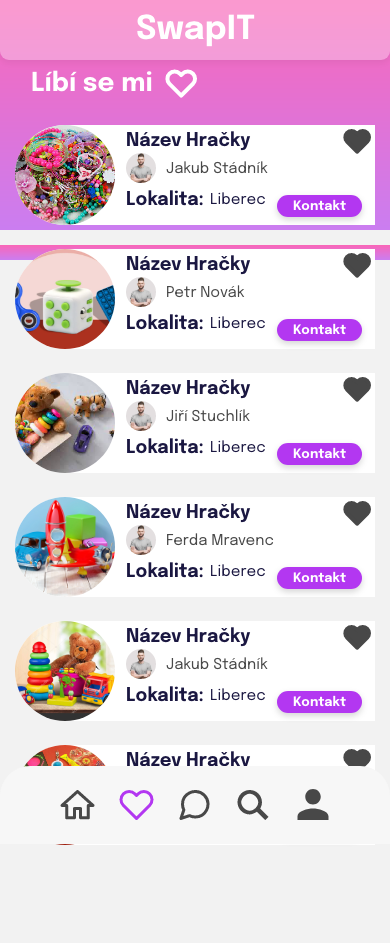 SwapIT
Líbí se mi
Název Hračky
Jakub Stádník
Lokalita: Liberec
Kontakt
Název Hračky
Petr Novák
Lokalita: Liberec
Kontakt
Název Hračky
Jiří Stuchlík
Lokalita: Liberec
Kontakt
Název Hračky
Ferda Mravenc
Lokalita: Liberec
Kontakt
Název Hračky
Jakub Stádník
Lokalita: Liberec
Kontakt
Název Hračky